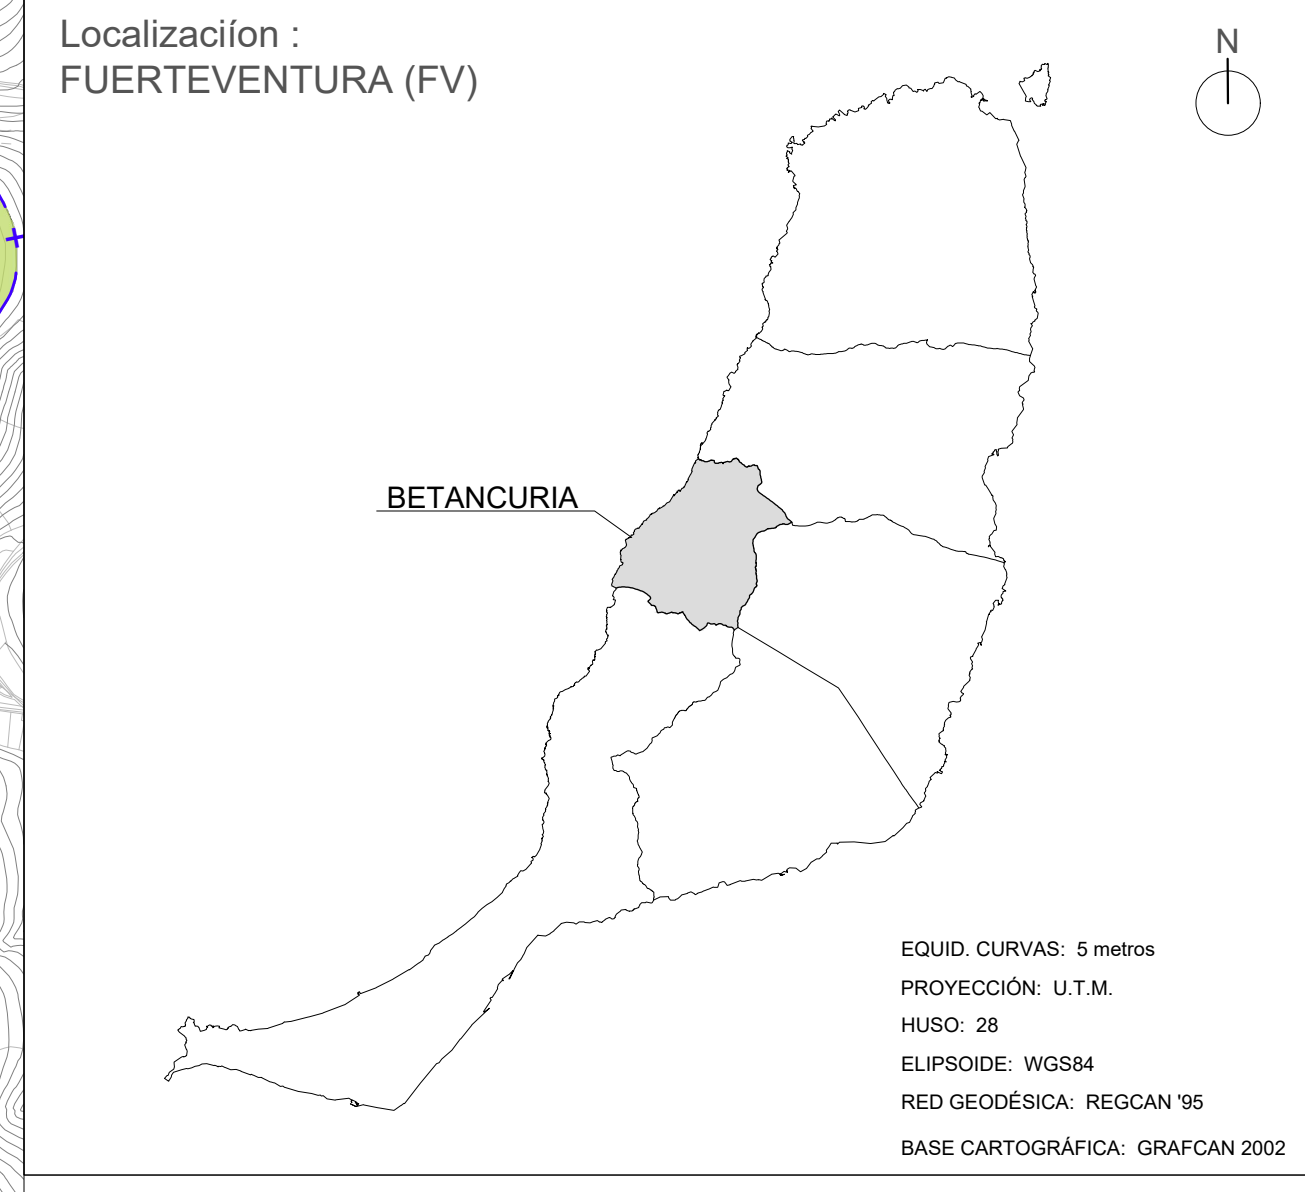 Localizaciíon :
FUERTEVENTURA (FV)
N
BETANCURIA
EQUID. CURVAS: 5 metros
PROYECCIÓN: U.T.M.
HUSO: 28
ELIPSOIDE: WGS84
RED GEODÉSICA: REGCAN '95
BASE CARTOGRÁFICA: GRAFCAN 2002